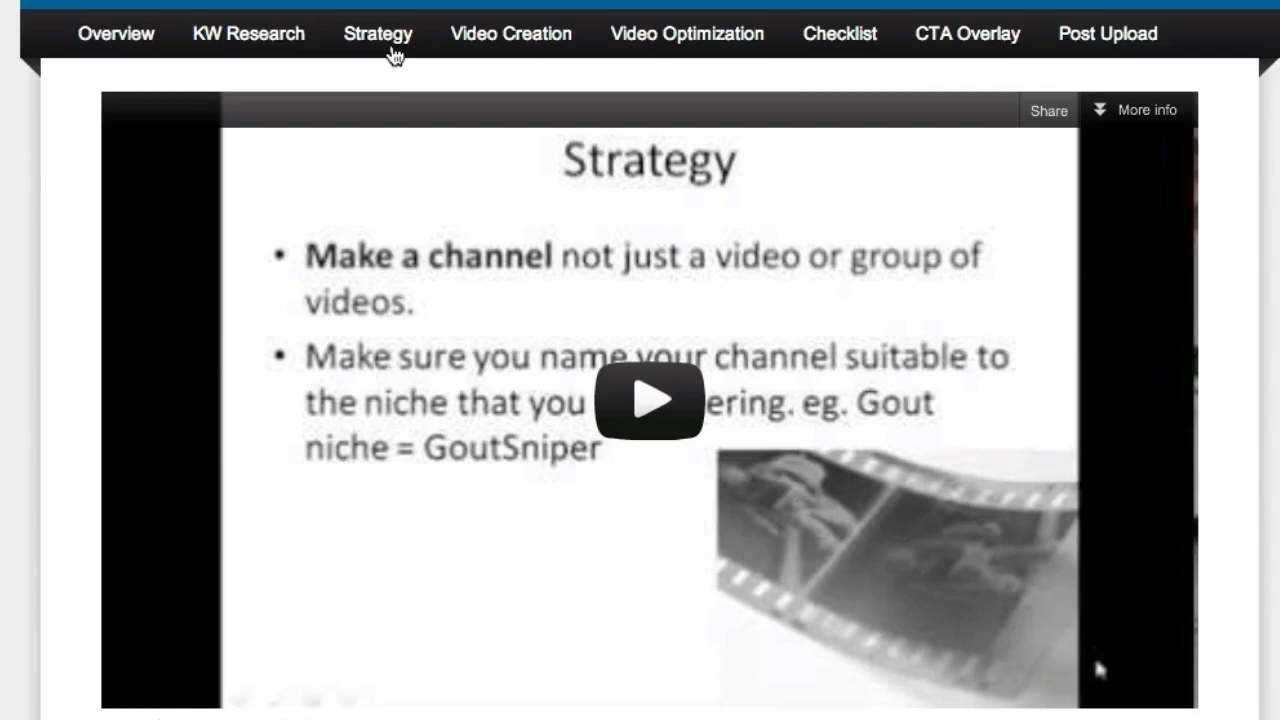 Overview KW Research Strategy Video Creation Video Optimization Checklist CTA Overlay Post Upload
Share More info
Strategy
• Make a channel not just a video or group of
videos.
• Make sure you name your channel suitable to
the niche that you ering. eg. Gout
niche = GoutSniper